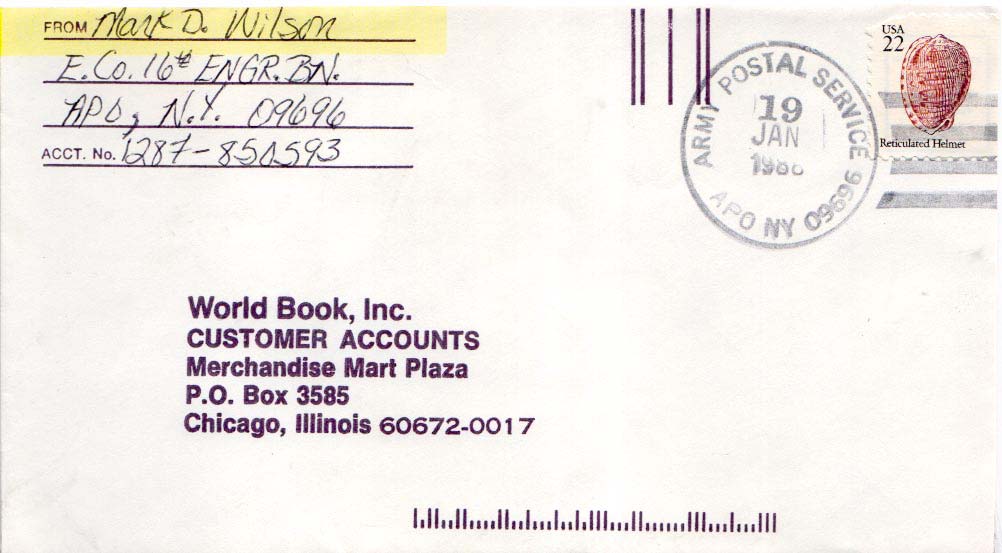 FROM Mark D. Wilson
E. Co. 16th ENGR. BN.
APO, N.Y. 09696
ACCT. No. 1287-850593
ARMY POSTAL SERVICE
19
JAN
APO NY 09696
USA
22
Reticulated Helmet
World Book, Inc.
CUSTOMER ACCOUNTS
Merchandise Mart Plaza
P.O. Box 3585
Chicago, Illinois 60672-0017